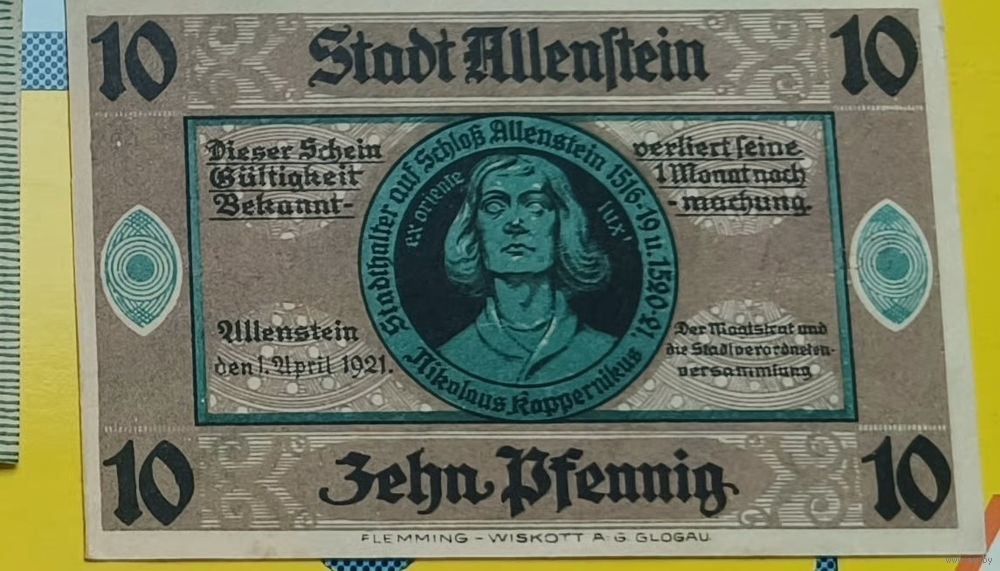 10 Stadt Allenstein 10
Dieser Schein
Gültigkeit
Bekannt-
verliert seine
1 Monat nach
-machung.
Stadthalter auf Schloß Allenstein 1516-19 u. 1520-21.
ex oriente lux!
Nikolaus Koppernikus
Allenstein
den 1. April 1921.
Der Magistrat und
die Stadtverordneten-
versammlung
10 Zehn Pfennig 10
FLEMMING - WISKOTT A. G. GLOGAU.